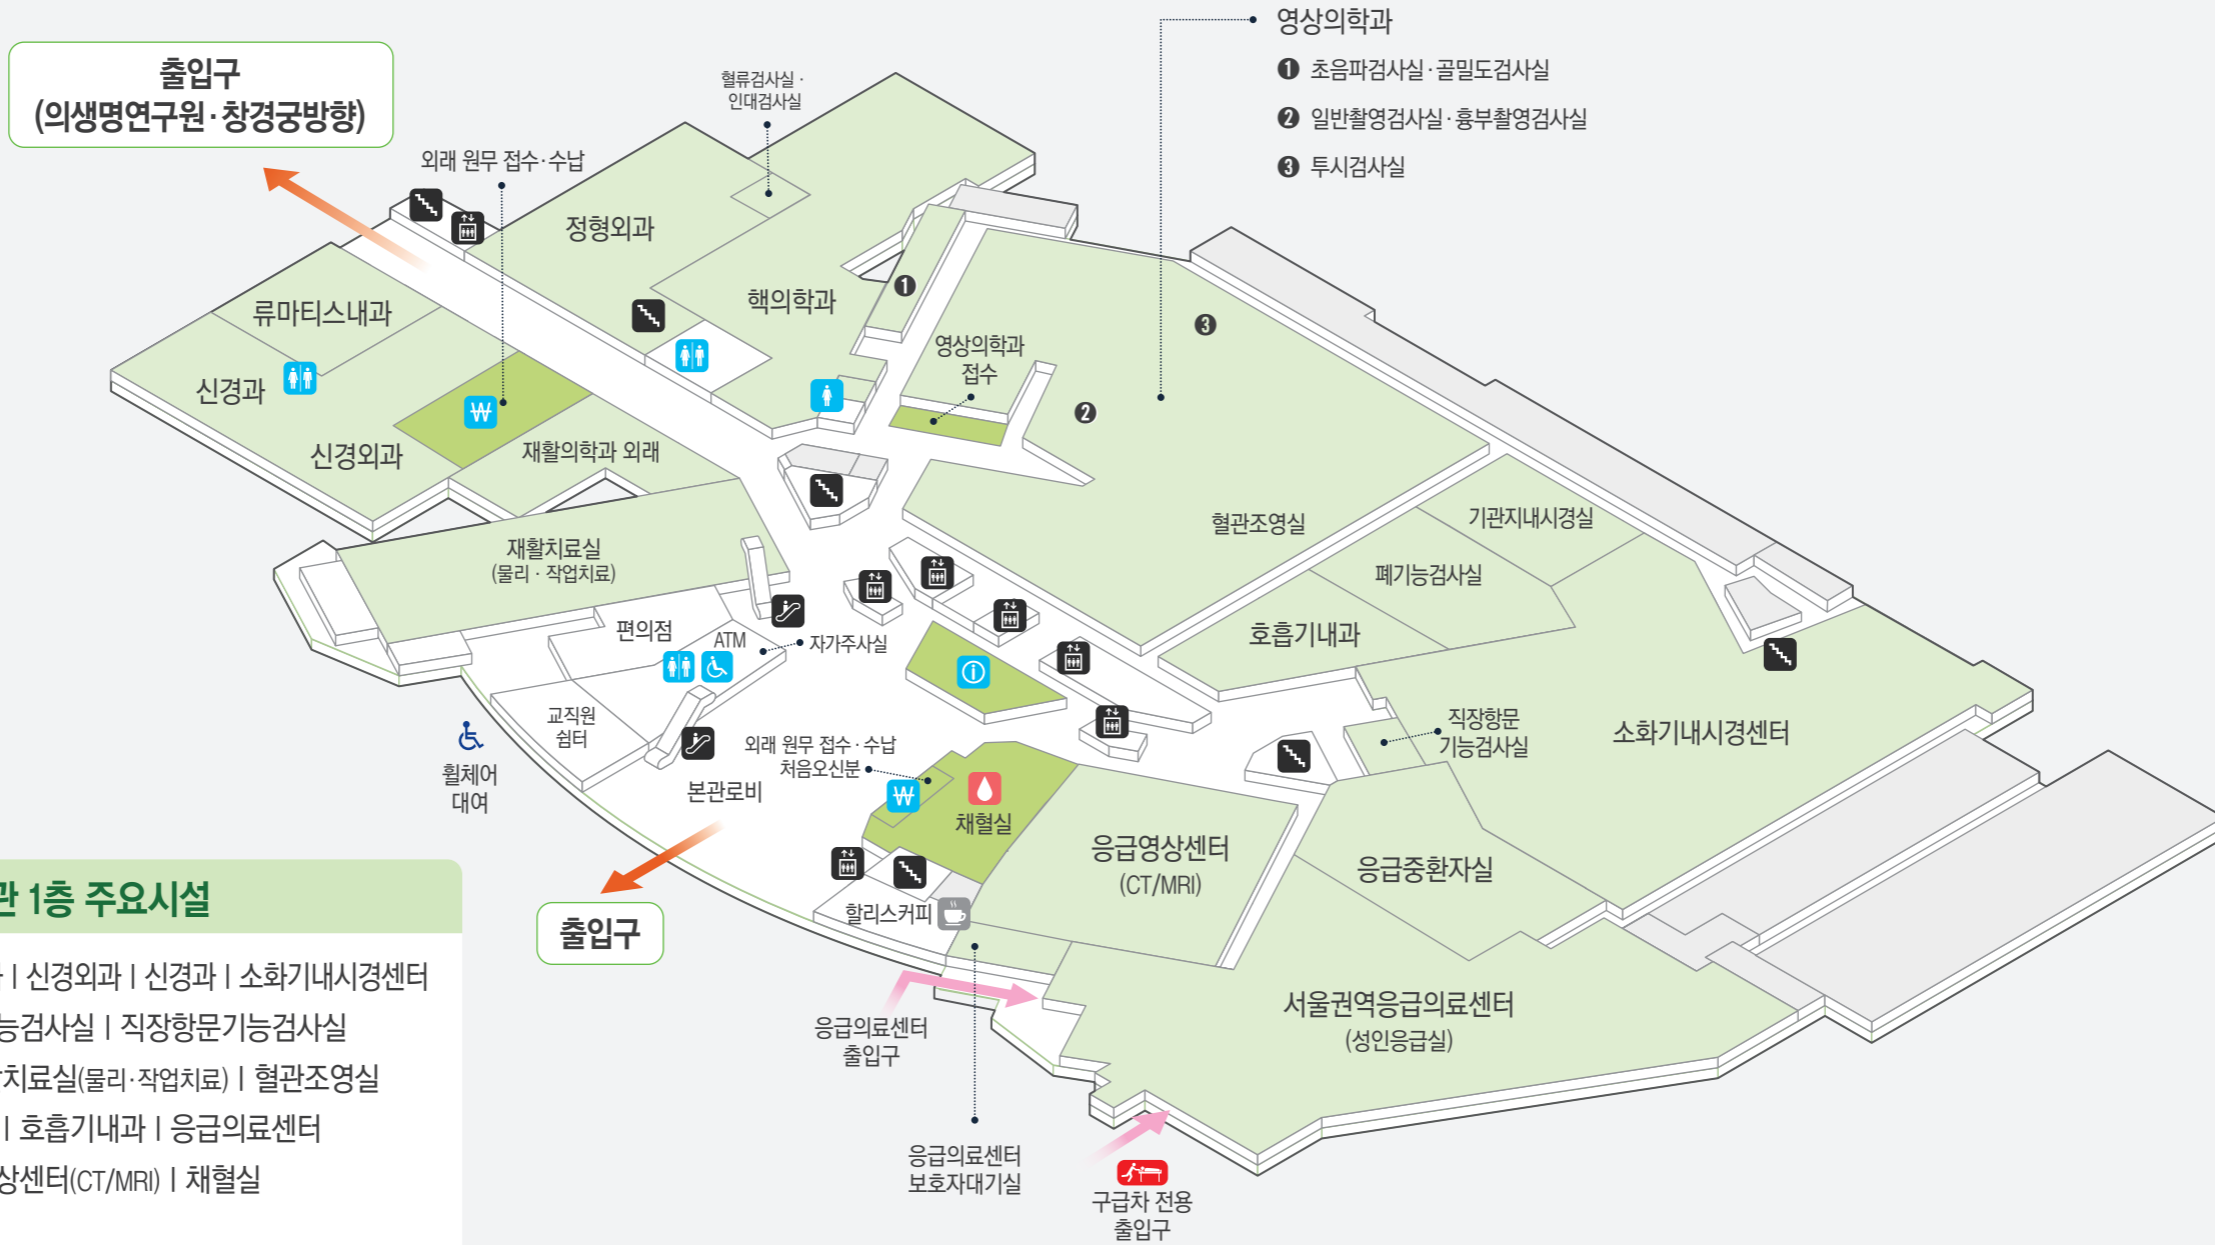 출입구
(의생명연구원·창경궁방향)
외래 원무 접수·수납
혈류검사실·
인대검사실
영상의학과
❶ 초음파검사실·골밀도검사실
❷ 일반촬영검사실·흉부촬영검사실
❸ 투시검사실
정형외과
핵의학과
❶
❸
❷
류마티스내과
신경과
신경외과
₩
재활의학과 외래
영상의학과
접수
재활치료실
(물리·작업치료)
혈관조영실
기관지내시경실
폐기능검사실
호흡기내과
편의점
ATM
자가주사실
교직원
쉼터
휠체어
대여
본관로비
외래 원무 접수·수납
처음오신분
₩
채혈실
직장항문
기능검사실
소화기내시경센터
응급영상센터
(CT/MRI)
응급중환자실
할리스커피
출입구
서울권역응급의료센터
(성인응급실)
응급의료센터
출입구
응급의료센터
보호자대기실
구급차 전용
출입구
관 1층 주요시설
| 신경외과 | 신경과 | 소화기내시경센터
능검사실 | 직장항문기능검사실
치료실(물리·작업치료) | 혈관조영실
| 호흡기내과 | 응급의료센터
상센터(CT/MRI) | 채혈실